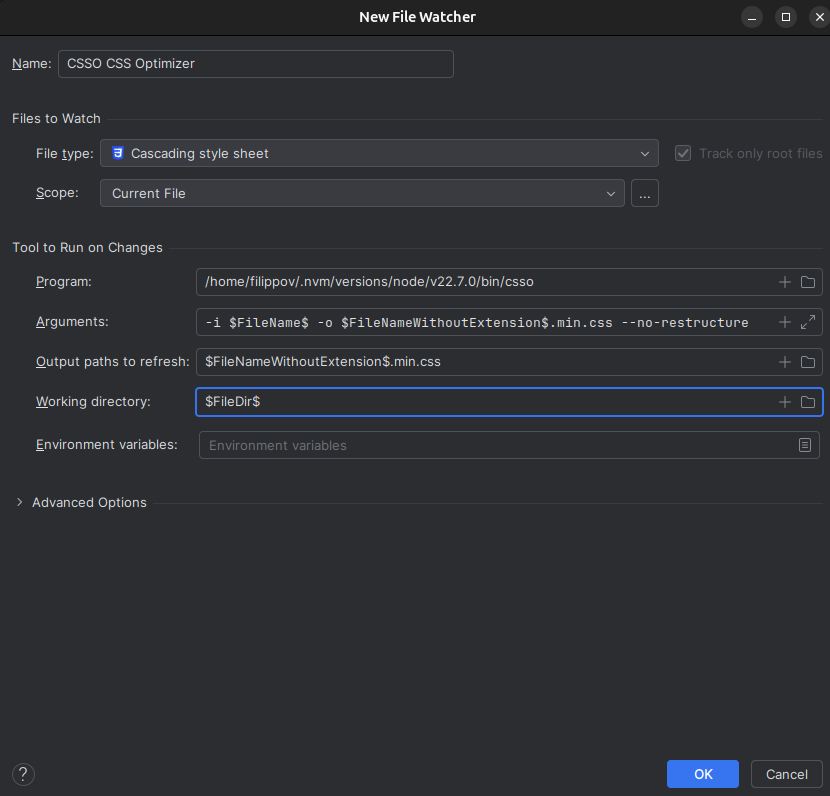 New File Watcher
Name: CSSO CSS Optimizer
Files to Watch
File type: Cascading style sheet Track only root files
Scope: Current File ...
Tool to Run on Changes
Program: /home/filippov/.nvm/versions/node/v22.7.0/bin/csso
Arguments: -i $FileName$ -o $FileNameWithoutExtension$.min.css --no-restructure
Output paths to refresh: $FileNameWithoutExtension$.min.css
Working directory: $FileDir$
Environment variables: Environment variables
Advanced Options
? OK Cancel